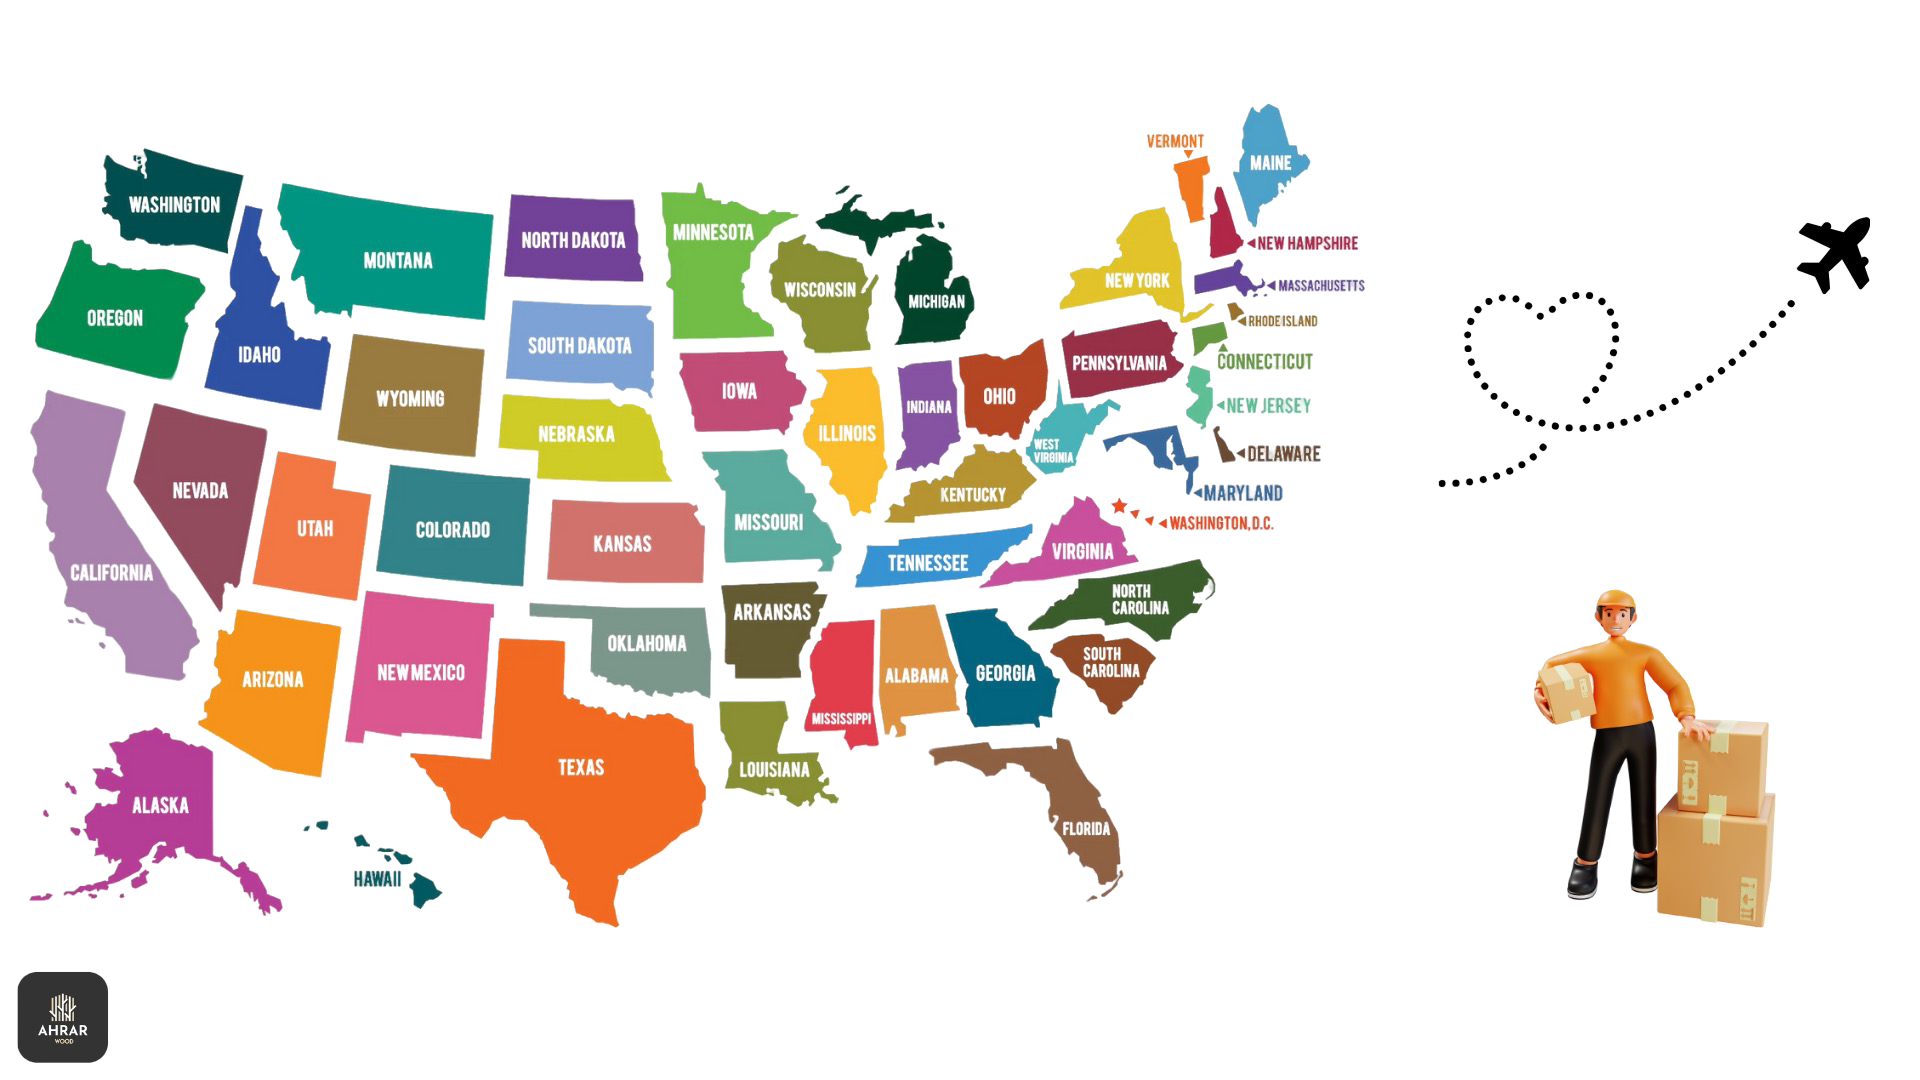 VERMONT
MAINE
WASHINGTON
MONTANA
NORTH DAKOTA
MINNESOTA
NEW HAMPSHIRE
OREGON
IDAHO
WISCONSIN
MICHIGAN
NEW YORK
MASSACHUSETTS
RHODE ISLAND
SOUTH DAKOTA
WYOMING
IOWA
INDIANA
OHIO
PENNSYLVANIA
CONNECTICUT
NEW JERSEY
NEBRASKA
ILLINOIS
WEST
VIRGINIA
DELAWARE
NEVADA
UTAH
COLORADO
KANSAS
MISSOURI
KENTUCKY
MARYLAND
WASHINGTON, D.C.
CALIFORNIA
TENNESSEE
VIRGINIA
ARKANSAS
NORTH
CAROLINA
OKLAHOMA
ARIZONA
NEW MEXICO
MISSISSIPPI
ALABAMA
GEORGIA
SOUTH
CAROLINA
TEXAS
LOUISIANA
ALASKA
FLORIDA
HAWAII
AHRAR
WOOD